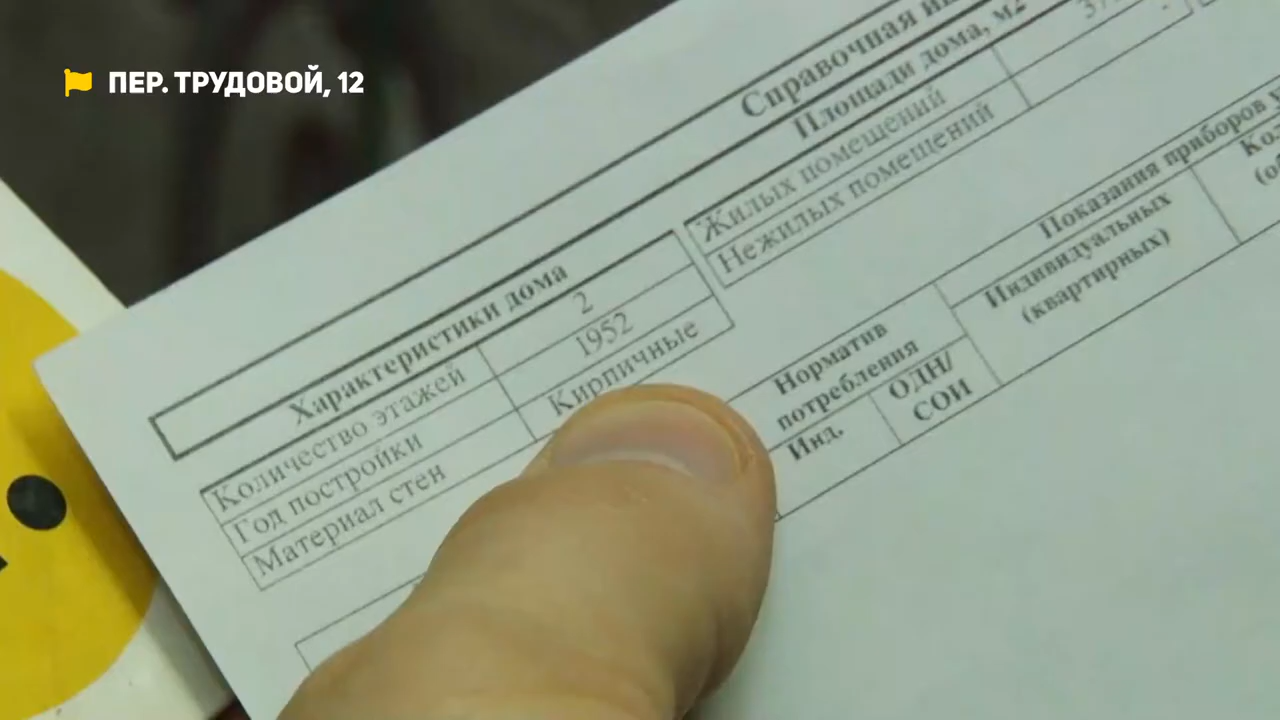 ПЕР. ТРУДОВОЙ, 12
Справочная
Площади дома, м2
Жилых помещений
Нежилых помещений
Характеристики дома
Количество этажей 2
Год постройки 1952
Материал стен Кирпичные
Норматив
потребления
Инд. ОДН/
СОИ
Показания приборов
Индивидуальных
(квартирных)